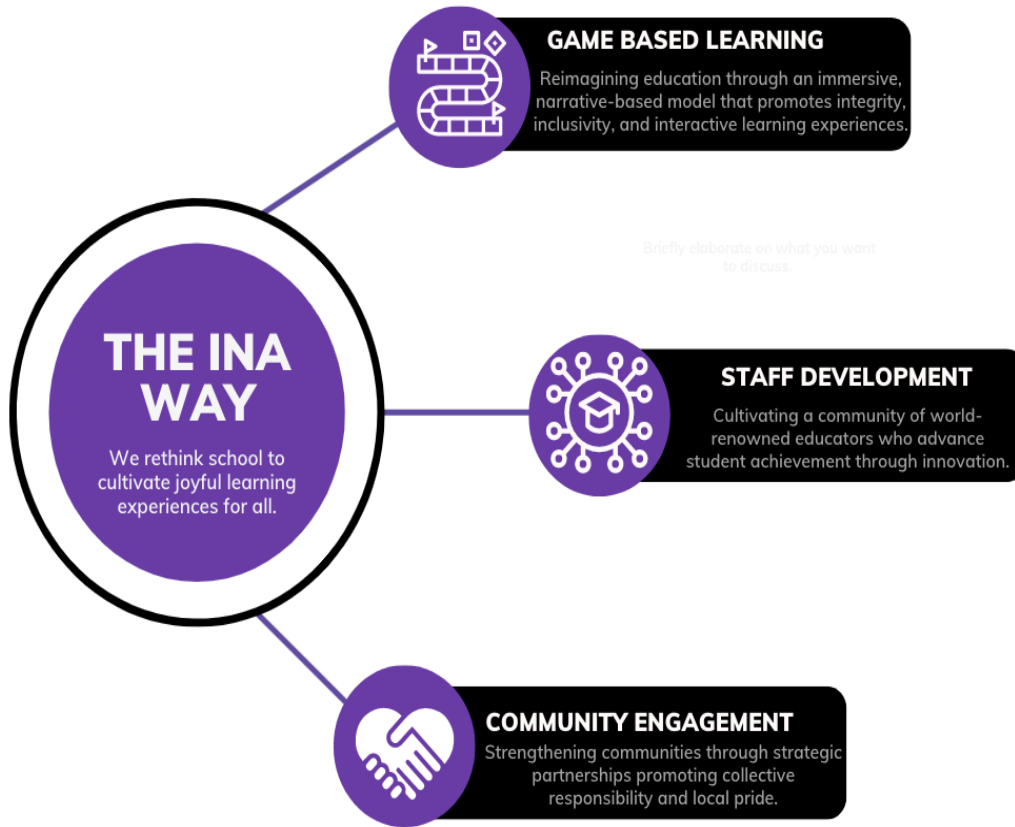 GAME BASED LEARNING
Reimagining education through an immersive,
narrative-based model that promotes integrity,
inclusivity, and interactive learning experiences.
Briefly elaborate on what you want
to discuss.
THE INA
WAY
We rethink school to
cultivate joyful learning
experiences for all.
STAFF DEVELOPMENT
Cultivating a community of world-
renowned educators who advance
student achievement through innovation.
COMMUNITY ENGAGEMENT
Strengthening communities through strategic
partnerships promoting collective
responsibility and local pride.